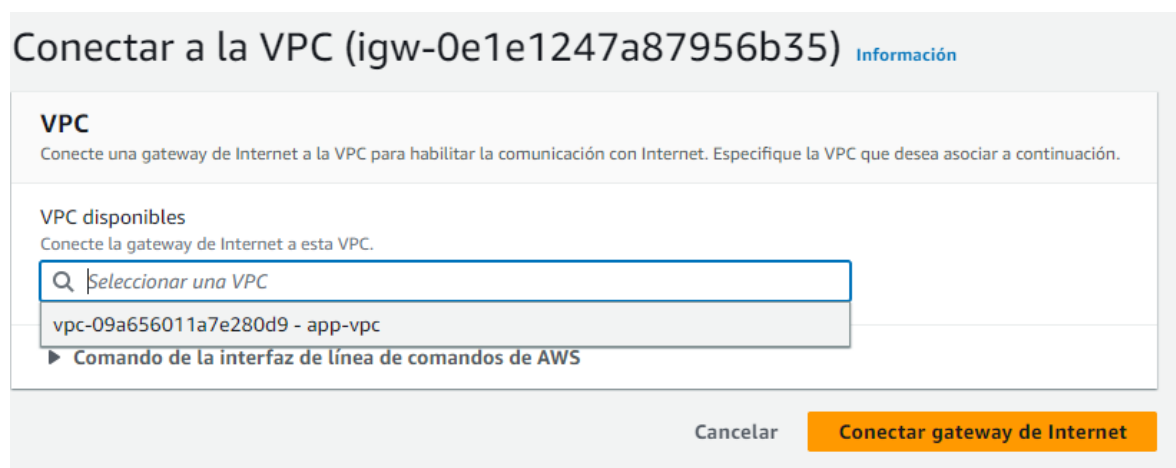 Conectar a la VPC (igw-0e1e1247a87956b35) Información
VPC
Conecte una gateway de Internet a la VPC para habilitar la comunicación con Internet. Especifique la VPC que desea asociar a continuación.
VPC disponibles
Conecte la gateway de Internet a esta VPC.
Seleccionar una VPC
vpc-09a656011a7e280d9 - app-vpc
Comando de la interfaz de línea de comandos de AWS
Cancelar Conectar gateway de Internet